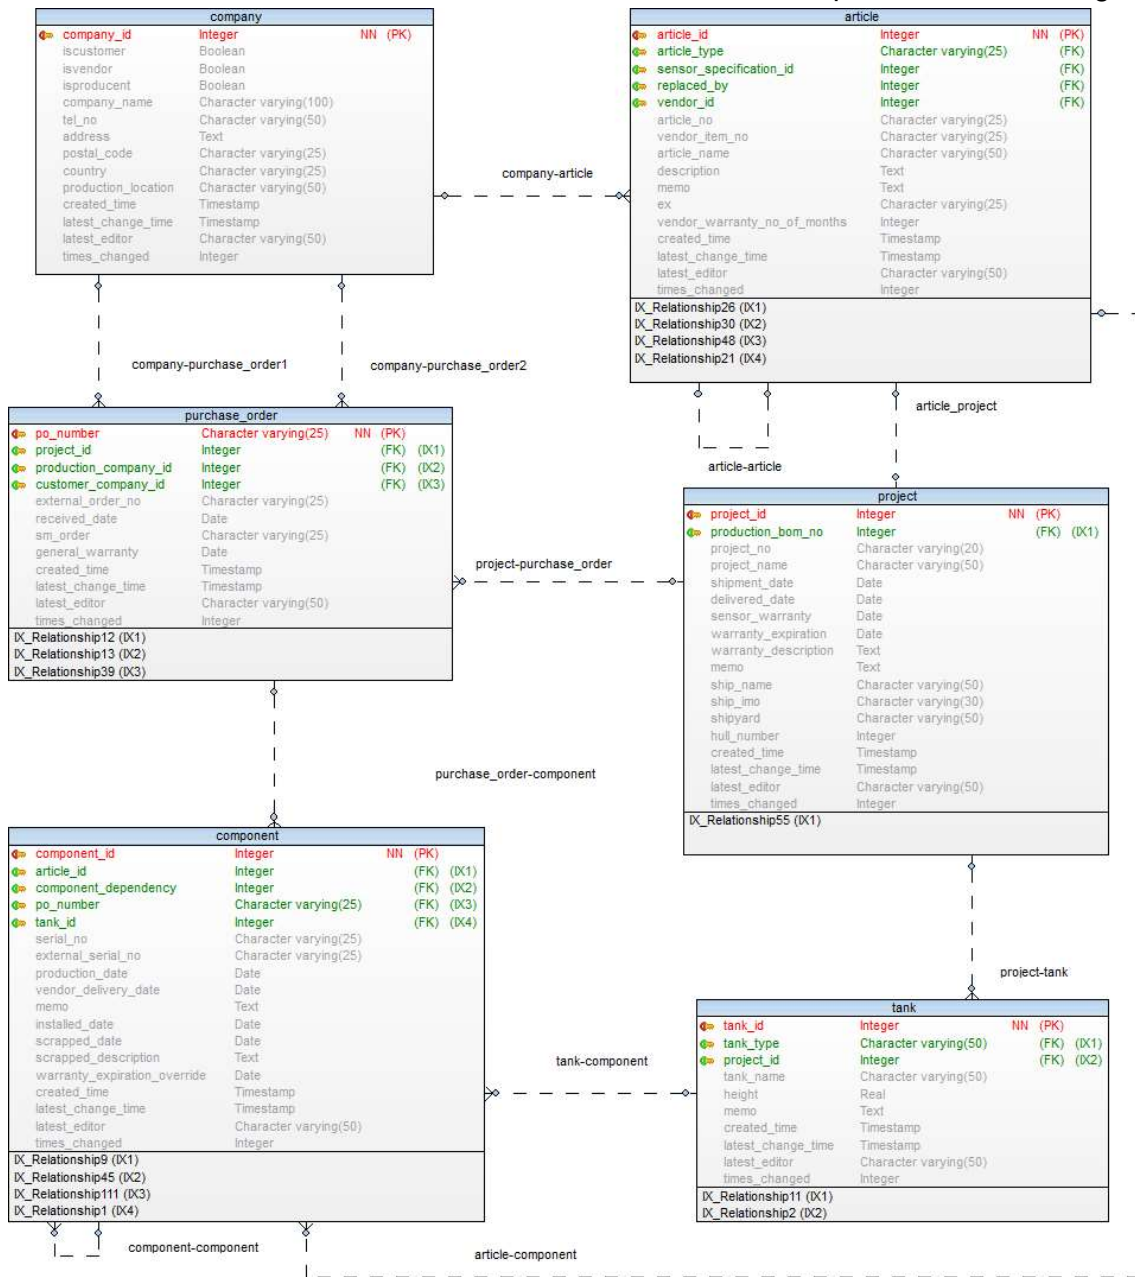 company
company_id Integer NN (PK)
iscustomer Boolean
isvendor Boolean
isproducent Boolean
company_name Character varying(100)
tel_no Character varying(50)
address Text
postal_code Character varying(25)
country Character varying(25)
production_location Character varying(50)
created_time Timestamp
latest_change_time Timestamp
latest_editor Character varying(50)
times_changed Integer
company-article
article
article_id Integer NN (PK)
article_type Character varying(25) (FK)
sensor_specification_id Integer (FK)
replaced_by Integer (FK)
vendor_id Integer (FK)
article_no Character varying(25)
vendor_item_no Character varying(25)
article_name Character varying(50)
description Text
memo Text
ex Character varying(25)
vendor_warranty_no_of_months Integer
created_time Timestamp
latest_change_time Timestamp
latest_editor Character varying(50)
times_changed Integer
IX_Relationship26 (IX1)
IX_Relationship30 (IX2)
IX_Relationship48 (IX3)
IX_Relationship21 (IX4)
company-purchase_order1
company-purchase_order2
article_project
article-article
purchase_order
po_number Character varying(25) NN (PK)
project_id Integer (FK) (IX1)
production_company_id Integer (FK) (IX2)
customer_company_id Integer (FK) (IX3)
external_order_no Character varying(25)
received_date Date
sm_order Character varying(25)
general_warranty Date
created_time Timestamp
latest_change_time Timestamp
latest_editor Character varying(50)
times_changed Integer
IX_Relationship12 (IX1)
IX_Relationship13 (IX2)
IX_Relationship39 (IX3)
project-purchase_order
project
project_id Integer NN (PK)
production_bom_no Integer (FK) (IX1)
project_no Character varying(20)
project_name Character varying(50)
shipment_date Date
delivered_date Date
sensor_warranty Date
warranty_expiration Date
warranty_description Text
memo Text
ship_name Character varying(50)
ship_imo Character varying(30)
shipyard Character varying(50)
hull_number Integer
created_time Timestamp
latest_change_time Timestamp
latest_editor Character varying(50)
times_changed Integer
IX_Relationship55 (IX1)
purchase_order-component
component
component_id Integer NN (PK)
article_id Integer (FK) (IX1)
component_dependency Integer (FK) (IX2)
po_number Character varying(25) (FK) (IX3)
tank_id Integer (FK) (IX4)
serial_no Character varying(25)
external_serial_no Character varying(25)
production_date Date
vendor_delivery_date Date
memo Text
installed_date Date
scrapped_date Date
scrapped_description Text
warranty_expiration_override Date
created_time Timestamp
latest_change_time Timestamp
latest_editor Character varying(50)
times_changed Integer
IX_Relationship9 (IX1)
IX_Relationship45 (IX2)
IX_Relationship111 (IX3)
IX_Relationship1 (IX4)
project-tank
tank-component
tank
tank_id Integer NN (PK)
tank_type Character varying(50) (FK) (IX1)
project_id Integer (FK) (IX2)
tank_name Character varying(50)
height Real
memo Text
created_time Timestamp
latest_change_time Timestamp
latest_editor Character varying(50)
times_changed Integer
IX_Relationship11 (IX1)
IX_Relationship2 (IX2)
component-component
article-component